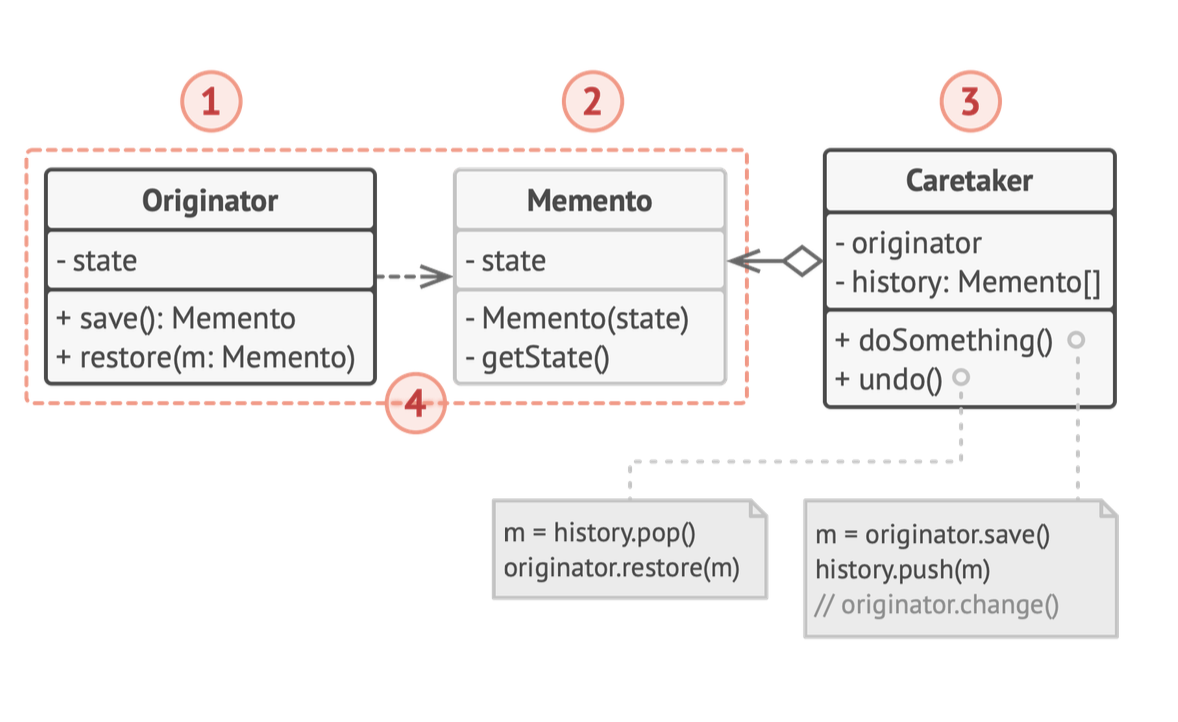 1
2
3
Originator
- state
+ save(): Memento
+ restore(m: Memento)
Memento
- state
- Memento(state)
- getState()
Caretaker
- originator
- history: Memento[]
+ doSomething()
+ undo()
4
m = history.pop()
originator.restore(m)
m = originator.save()
history.push(m)
// originator.change()